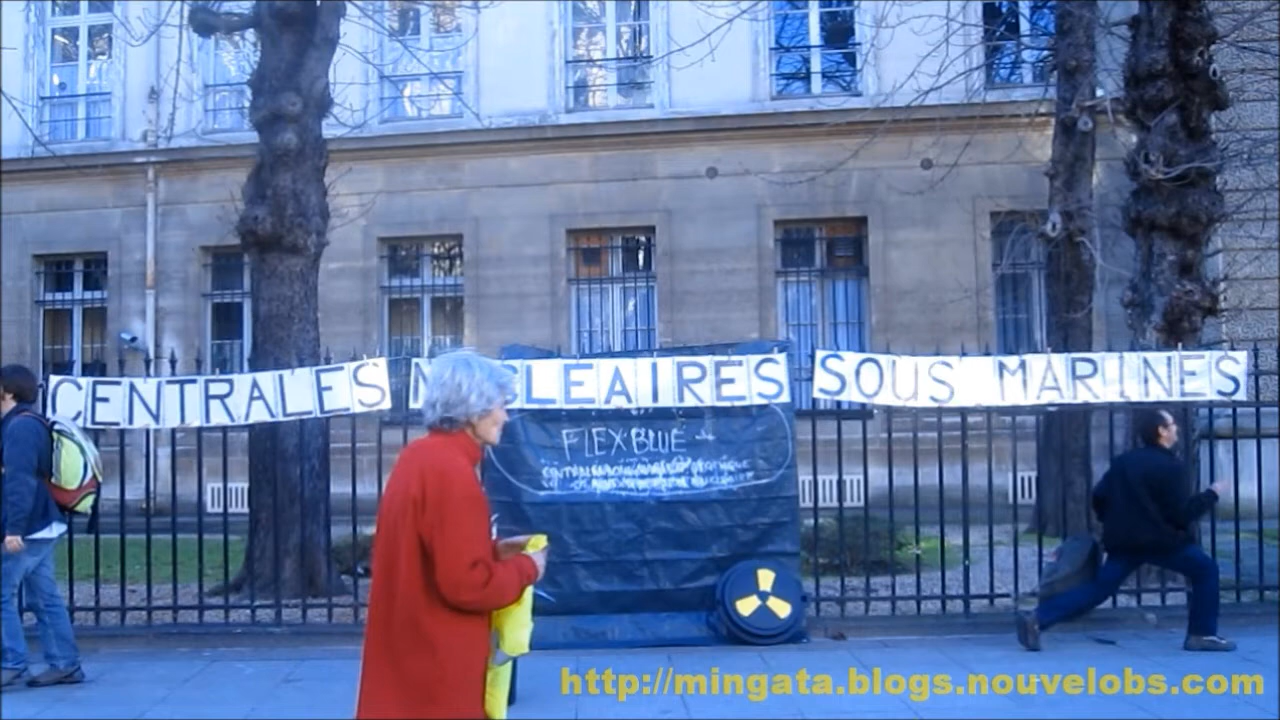 CENTRALES NUCLEAIRES SOUS MARINES
FLEXBLUE
http://mingata.blogs.nouvelobs.com